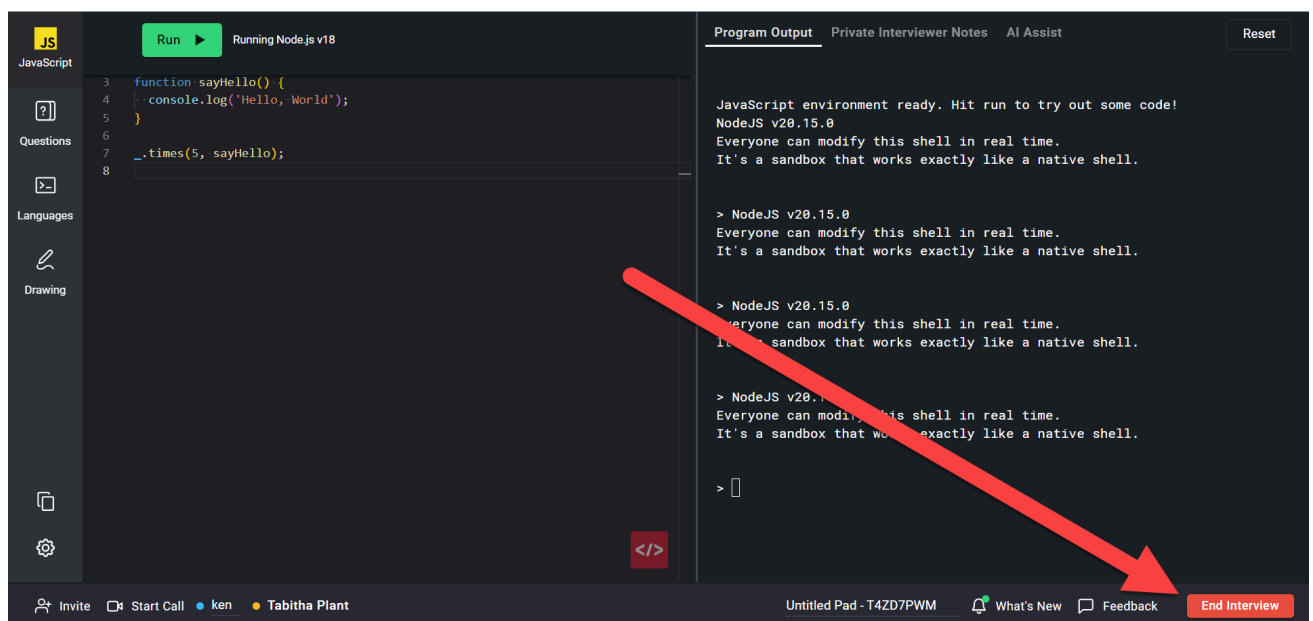 JS
JavaScript
Run
Running Node.js v18
Questions
Languages
Drawing
3 function sayHello() {
4 console.log('Hello, World');
5 }
6
7 _.times(5, sayHello);
8
</>
Program Output Private Interviewer Notes AI Assist
Reset
JavaScript environment ready. Hit run to try out some code!
NodeJS v20.15.0
Everyone can modify this shell in real time.
It's a sandbox that works exactly like a native shell.
> NodeJS v20.15.0
Everyone can modify this shell in real time.
It's a sandbox that works exactly like a native shell.
> NodeJS v20.15.0
Everyone can modify this shell in real time.
sandbox that works exactly like a native shell.
> NodeJS
Everyone can shell in real time.
It's a sandbox that exactly like a native shell.
>
Invite Start Call ken Tabitha Plant
Untitled Pad - T4ZD7PWM What's New Feedback End Interview